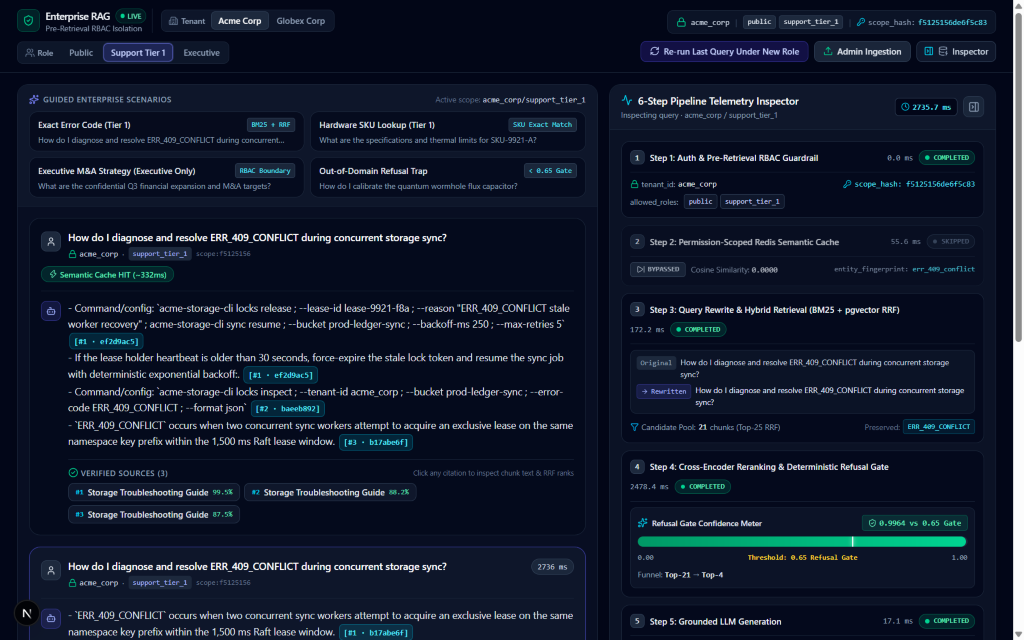 Enterprise RAG
LIVE
Pre-Retrieval RBAC Isolation
Tenant
Acme Corp
Globex Corp
acme_corp
public
support_tier_1
scope_hash: f5125156de6f5c83
Role
Public
Support Tier 1
Executive
Re-run Last Query Under New Role
Admin Ingestion
Inspector
GUIDED ENTERPRISE SCENARIOS
Active scope: acme_corp/support_tier_1
Exact Error Code (Tier 1)
BM25 + RRF
How do I diagnose and resolve ERR_409_CONFLICT during concurrent...
Hardware SKU Lookup (Tier 1)
SKU Exact Match
What are the specifications and thermal limits for SKU-9921-A?
Executive M&A Strategy (Executive Only)
RBAC Boundary
What are the confidential Q3 financial expansion and M&A targets?
Out-of-Domain Refusal Trap
< 0.65 Gate
How do I calibrate the quantum wormhole flux capacitor?
How do I diagnose and resolve ERR_409_CONFLICT during concurrent storage sync?
acme_corp · support_tier_1 scope:f5125156
Semantic Cache HIT (~332ms)
- Command/config: `acme-storage-cli locks release ; --lease-id lease-9921-f8a ; --reason "ERR_409_CONFLICT stale
worker recovery" ; acme-storage-cli sync resume ; --bucket prod-ledger-sync ; --backoff-ms 250 ; --max-retries 5`
[#1 · ef2d9ac5]
- If the lease holder heartbeat is older than 30 seconds, force-expire the stale lock token and resume the sync job
with deterministic exponential backoff:. [#1 · ef2d9ac5]
- Command/config: `acme-storage-cli locks inspect ; --tenant-id acme_corp ; --bucket prod-ledger-sync ; --error-
code ERR_409_CONFLICT ; --format json` [#2 · baeeb892]
- `ERR_409_CONFLICT` occurs when two concurrent sync workers attempt to acquire an exclusive lease on the same
namespace key prefix within the 1,500 ms Raft lease window. [#3 · b17abe6f]
VERIFIED SOURCES (3)
Click any citation to inspect chunk text & RRF ranks
#1 Storage Troubleshooting Guide 99.5%
#2 Storage Troubleshooting Guide 88.2%
#3 Storage Troubleshooting Guide 87.5%
How do I diagnose and resolve ERR_409_CONFLICT during concurrent storage sync?
2736 ms
acme_corp · support_tier_1 scope:f5125156
- `ERR_409_CONFLICT` occurs when two concurrent sync workers attempt to acquire an exclusive lease on the same
namespace key prefix within the 1,500 ms Raft lease window. [#1 · b17abe6f]
N
6-Step Pipeline Telemetry Inspector
Inspecting query · acme_corp / support_tier_1
2735.7 ms
1 Step 1: Auth & Pre-Retrieval RBAC Guardrail
0.0 ms
COMPLETED
tenant_id: acme_corp
scope_hash: f5125156de6f5c83
allowed_roles: public support_tier_1
2 Step 2: Permission-Scoped Redis Semantic Cache
55.6 ms
SKIPPED
BYPASSED
Cosine Similarity: 0.0000
entity_fingerprint: err_409_conflict
3 Step 3: Query Rewrite & Hybrid Retrieval (BM25 + pgvector RRF)
172.2 ms
COMPLETED
Original How do I diagnose and resolve ERR_409_CONFLICT during concurrent storage
sync?
→ Rewritten How do I diagnose and resolve ERR_409_CONFLICT during concurrent storage
sync?
Candidate Pool: 21 chunks (Top-25 RRF)
Preserved: ERR_409_CONFLICT
4 Step 4: Cross-Encoder Reranking & Deterministic Refusal Gate
2478.4 ms
COMPLETED
Refusal Gate Confidence Meter
0.9964 vs 0.65 Gate
0.00
Threshold: 0.65 Refusal Gate
1.00
Funnel: Top-21 → Top-4
5 Step 5: Grounded LLM Generation
17.1 ms
COMPLETED